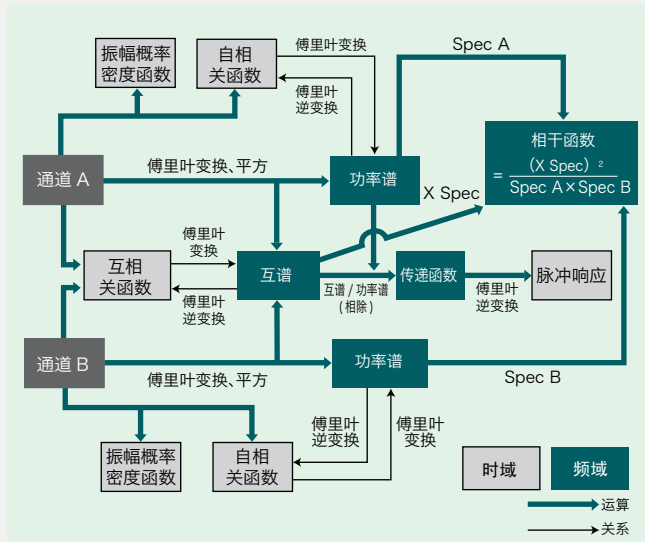 振幅概率
密度函数
自相
关函数
傅里叶变换
傅里叶
逆变换
Spec A
相干函数
= (X Spec) ²
Spec A×Spec B
通道 A
傅里叶变换、平方
功率谱
X Spec
互相
关函数
傅里叶
变换
傅里叶
逆变换
互谱
互谱 / 功率谱
(相除)
传递函数
傅里叶
逆变换
脉冲响应
通道 B
傅里叶变换、平方
功率谱
Spec B
傅里叶
逆变换
傅里叶
变换
振幅概率
密度函数
自相
关函数
时域
频域
运算
关系